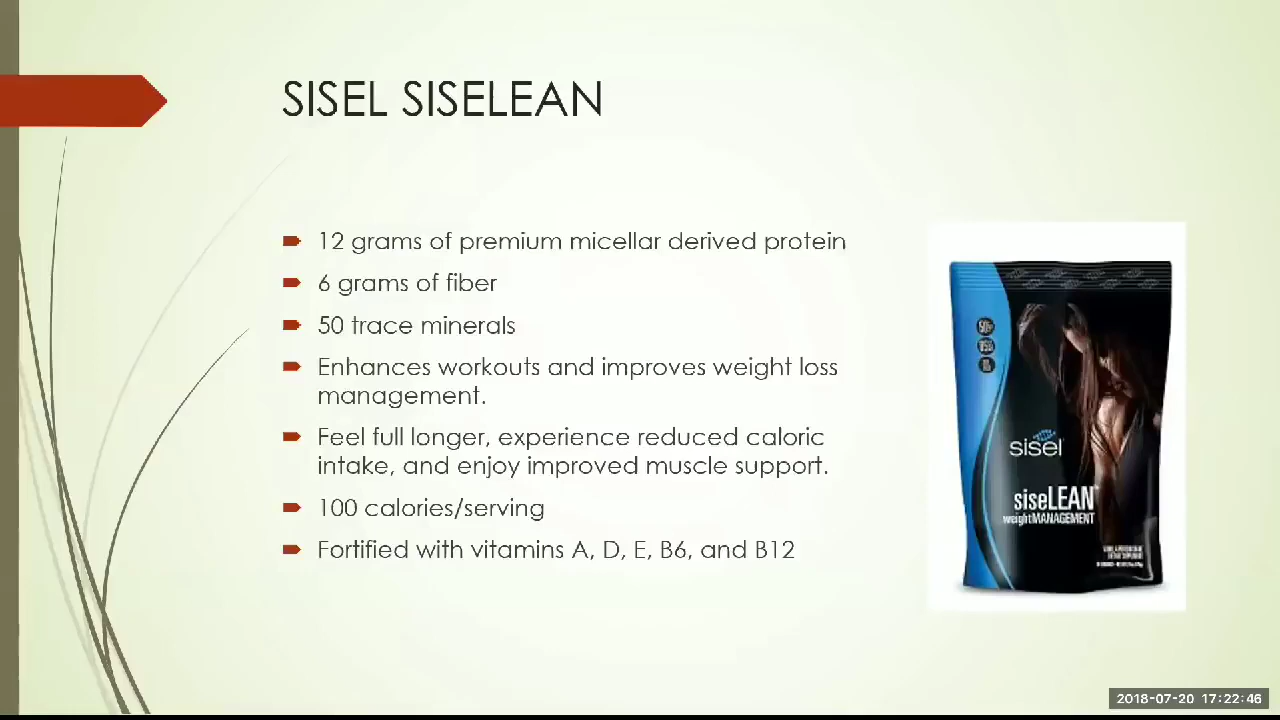 SISEL SISELEAN
12 grams of premium micellar derived protein
6 grams of fiber
50 trace minerals
Enhances workouts and improves weight loss
management.
Feel full longer, experience reduced caloric
intake, and enjoy improved muscle support.
100 calories/serving
Fortified with vitamins A, D, E, B6, and B12
sisel
siseLEAN
weightMANAGEMENT
2018-07-20 17:22:46